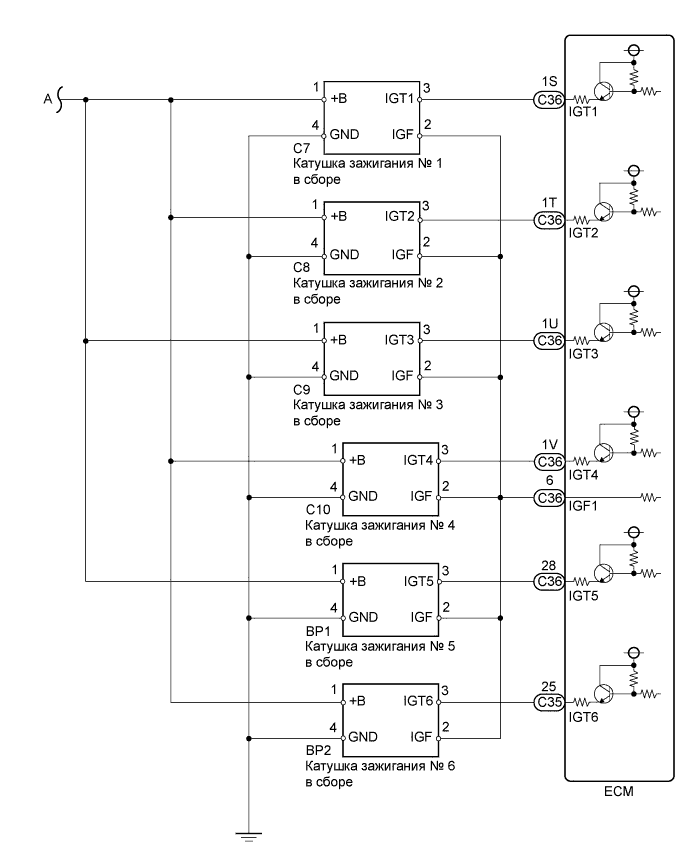 A
1 +B IGT1 3 1S C36 IGT1
4 GND IGF 2
C7
Катушка зажигания № 1
в сборе
1 +B IGT2 3 1T C36 IGT2
4 GND IGF 2
C8
Катушка зажигания № 2
в сборе
1 +B IGT3 3 1U C36 IGT3
4 GND IGF 2
C9
Катушка зажигания № 3
в сборе
1 +B IGT4 3 1V C36 IGT4
4 GND IGF 2 6 C36 IGF1
C10
Катушка зажигания № 4
в сборе
1 +B IGT5 3 28 C36 IGT5
4 GND IGF 2
BP1
Катушка зажигания № 5
в сборе
1 +B IGT6 3 25 C35 IGT6
4 GND IGF 2
BP2
Катушка зажигания № 6
в сборе
ECM